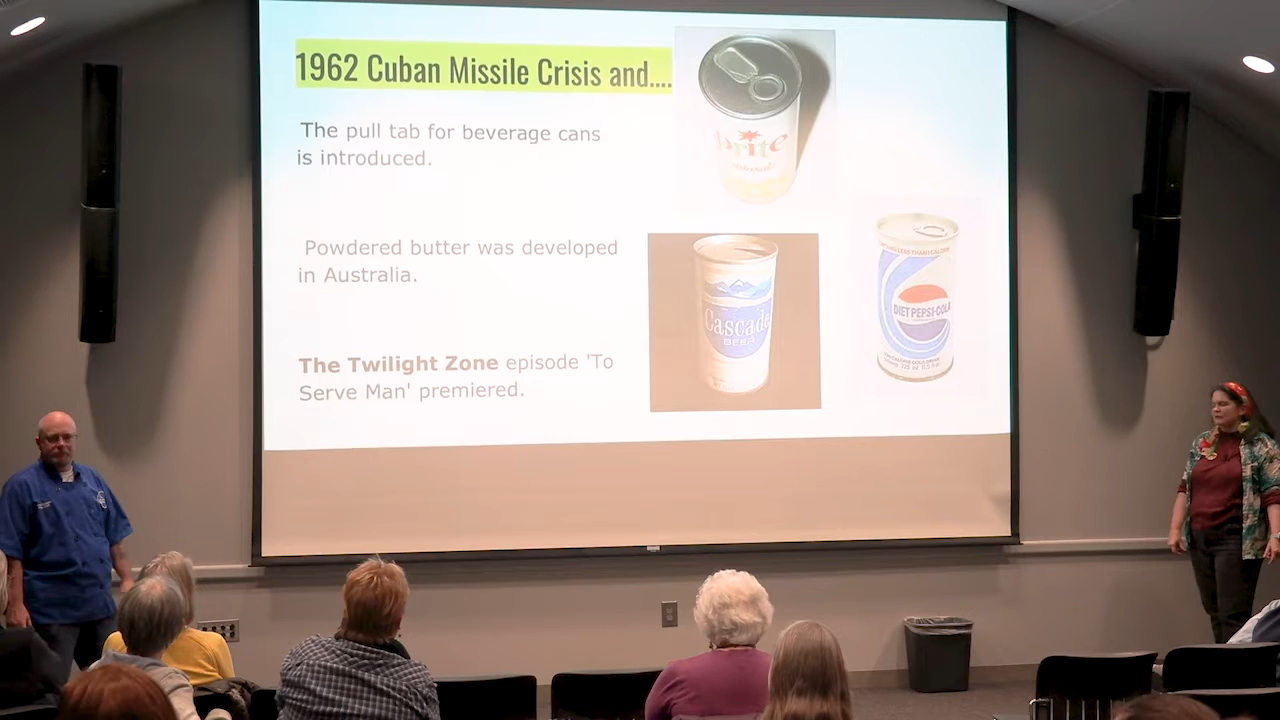 1962 Cuban Missile Crisis and....
The pull tab for beverage cans
is introduced.
Powdered butter was developed
in Australia.
The Twilight Zone episode 'To
Serve Man' premiered.
Sprite
Cascade
BEER
DIET PEPSI-COLA